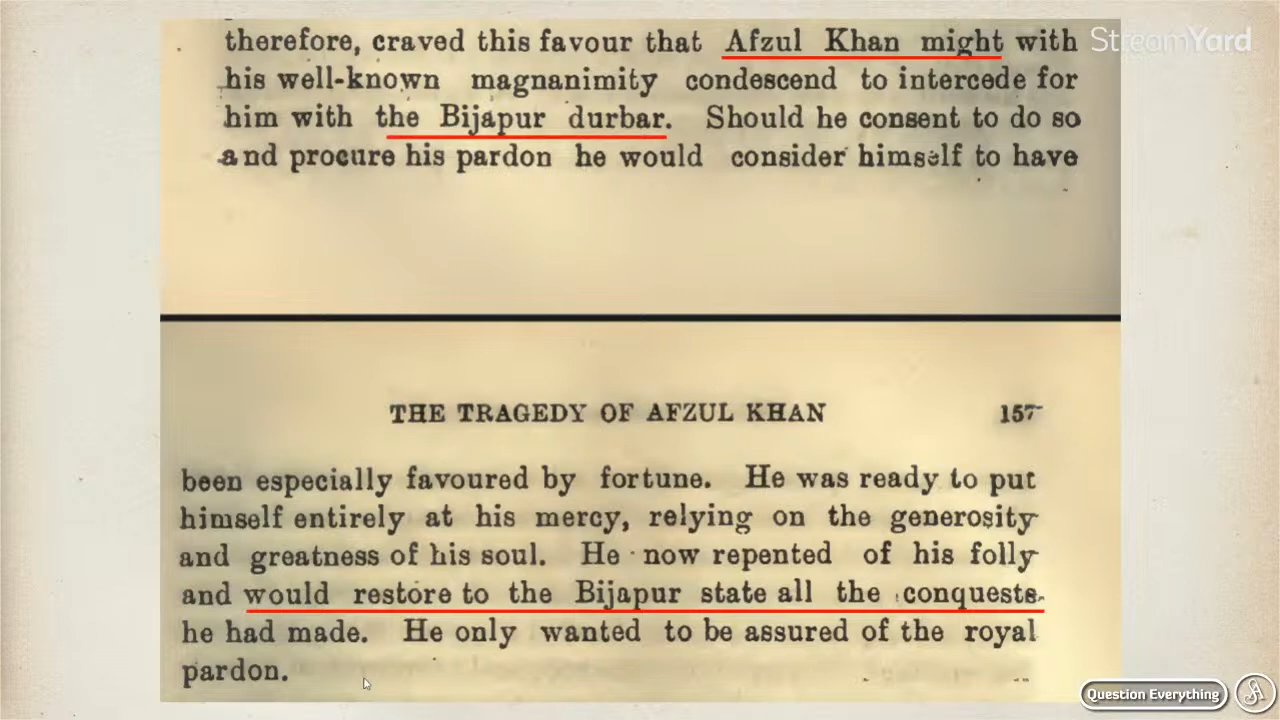 therefore, craved this favour that Afzul Khan might with
his well-known magnanimity condescend to intercede for
him with the Bijapur durbar. Should he consent to do so
and procure his pardon he would consider himself to have
StreamYard
THE TRAGEDY OF AFZUL KHAN 157
been especially favoured by fortune. He was ready to put
himself entirely at his mercy, relying on the generosity
and greatness of his soul. He now repented of his folly
and would restore to the Bijapur state all the conquests
he had made. He only wanted to be assured of the royal
pardon.
Question Everything